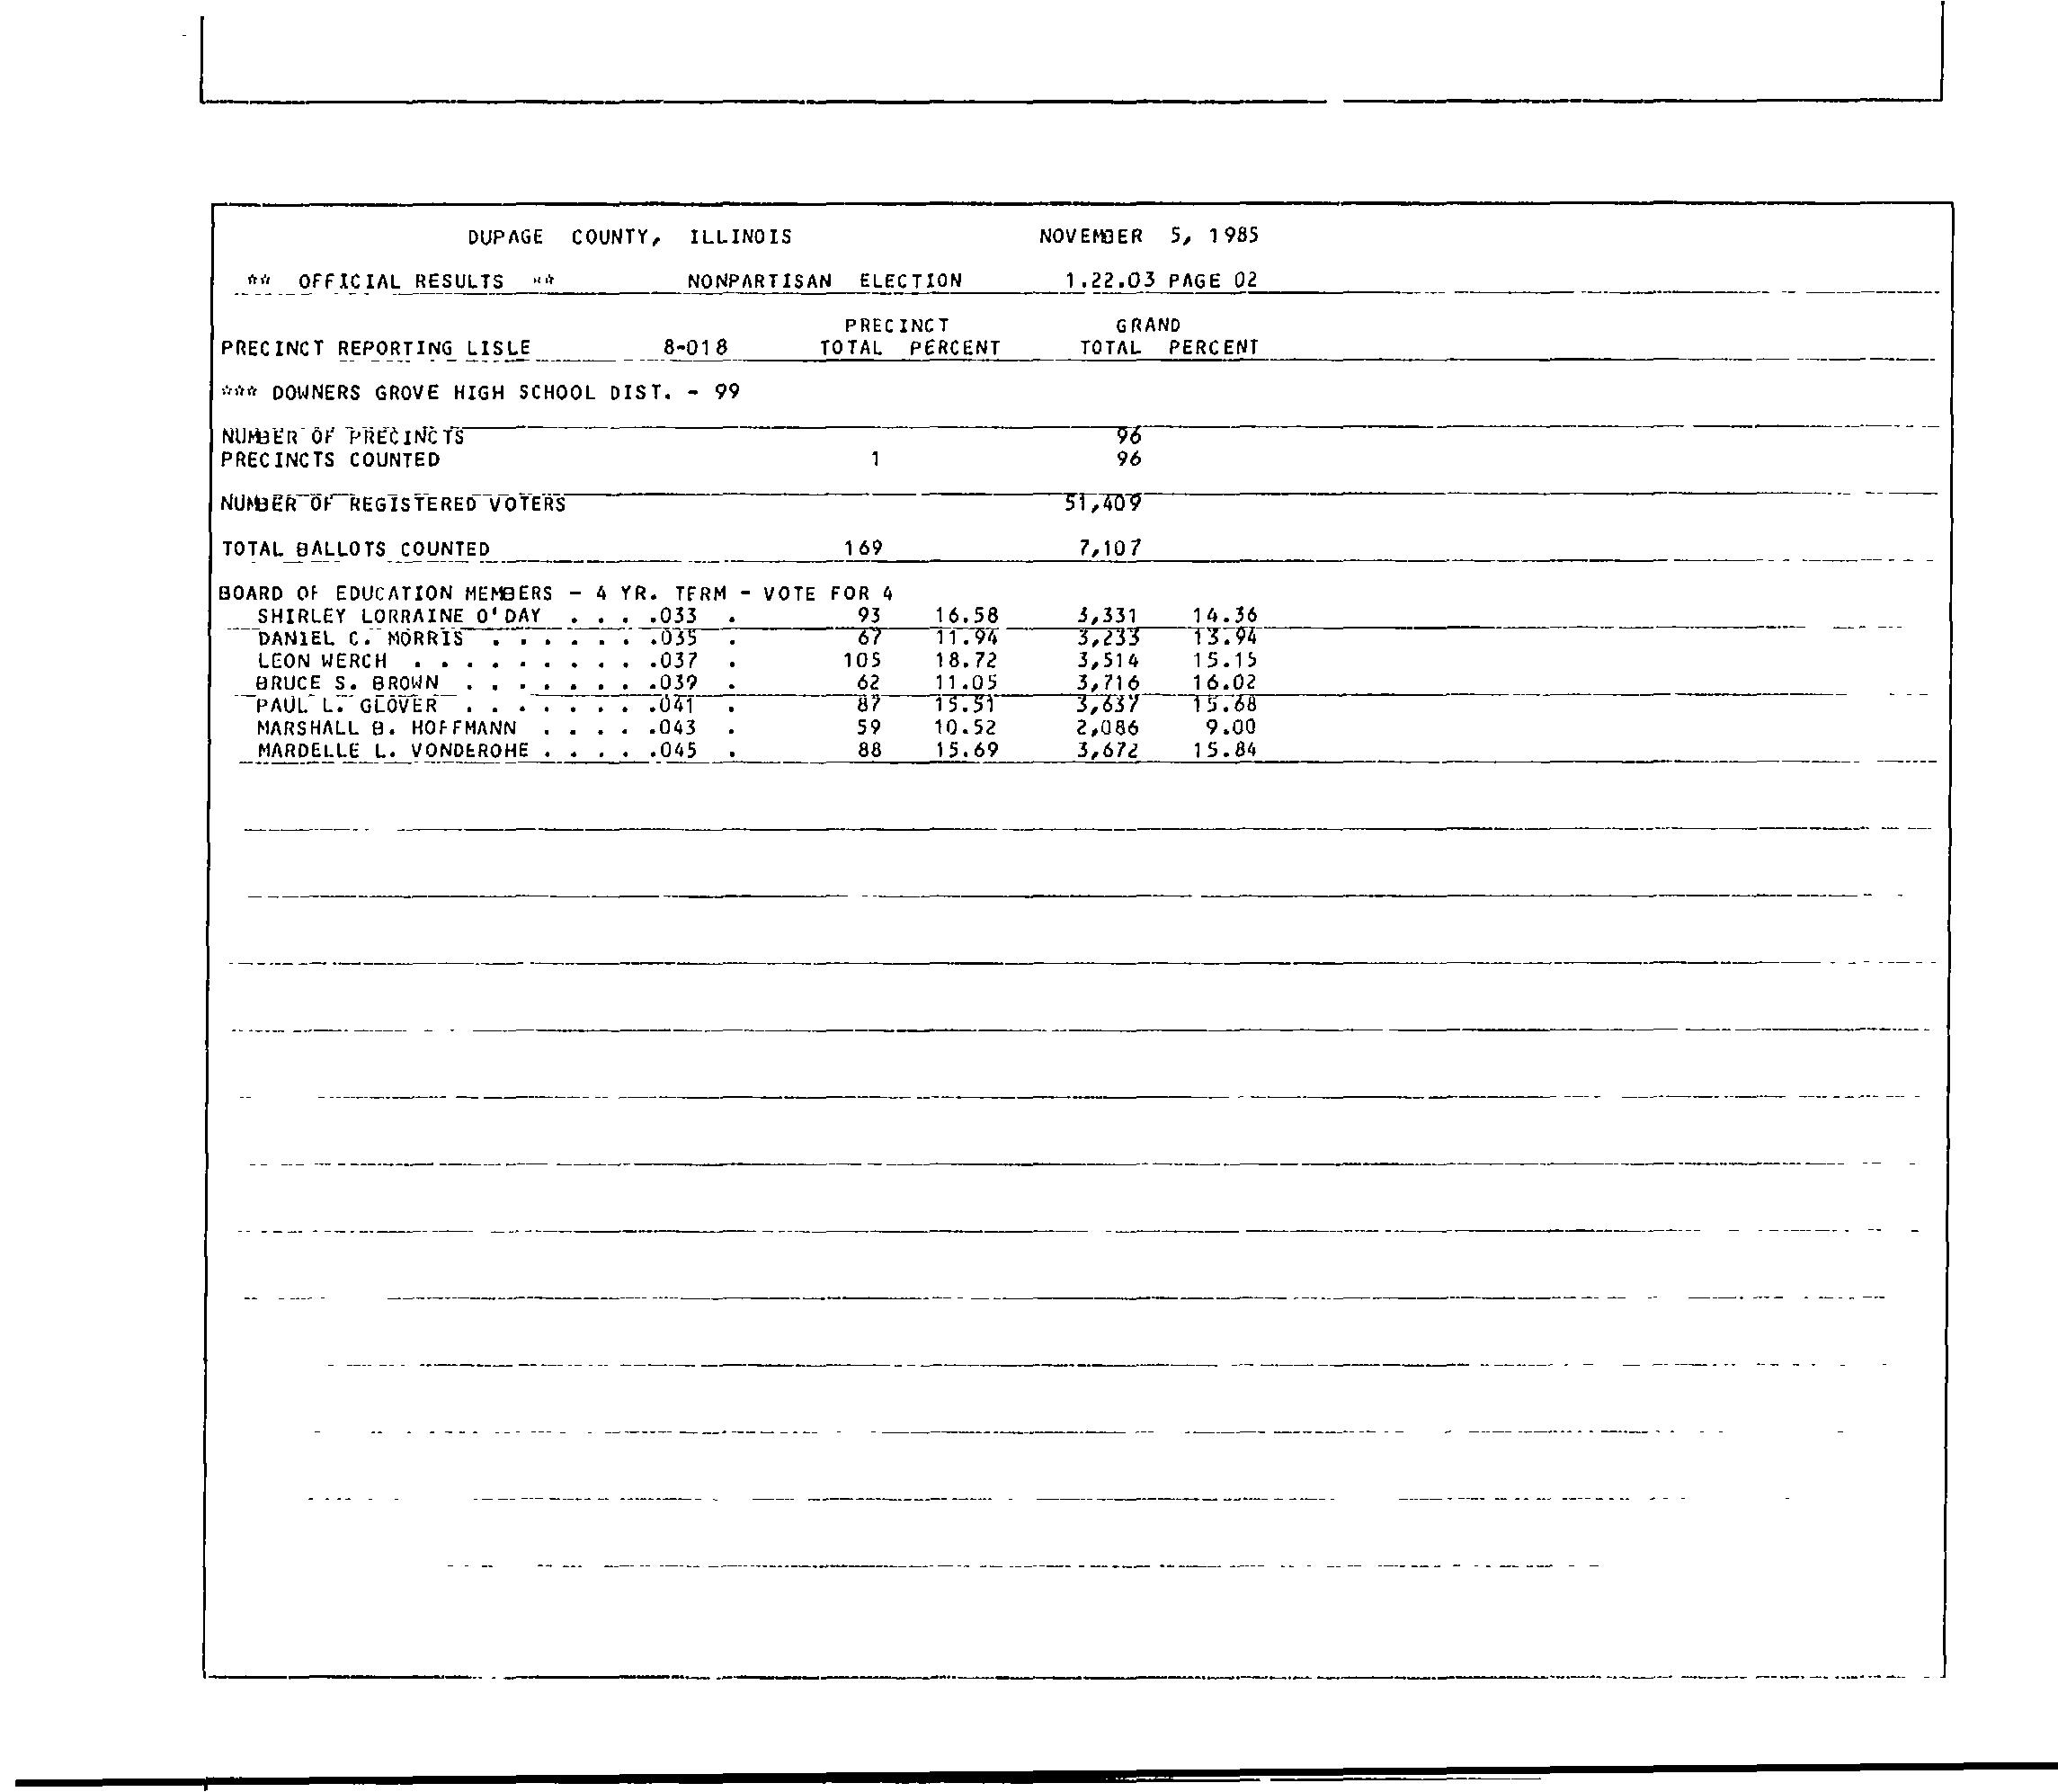 DUPAGE COUNTY, ILLINOIS NOVEMBER 5, 1985
** OFFICIAL RESULTS ** NONPARTISAN ELECTION 1.22.03 PAGE 02
PRECINCT GRAND
PRECINCT REPORTING LISLE 8-018 TOTAL PERCENT TOTAL PERCENT
*** DOWNERS GROVE HIGH SCHOOL DIST. - 99
NUMBER OF PRECINCTS 96
PRECINCTS COUNTED 1 96
NUMBER OF REGISTERED VOTERS 51,409
TOTAL BALLOTS COUNTED 169 7,107
BOARD OF EDUCATION MEMBERS - 4 YR. TERM - VOTE FOR 4
SHIRLEY LORRAINE O'DAY . . . .033 . 93 16.58 3,331 14.36
DANIEL C. MORRIS . . . . . . .035 . 67 11.94 3,233 13.94
LEON WERCH . . . . . . . . . .037 . 105 18.72 3,514 15.15
BRUCE S. BROWN . . . . . . . .039 . 62 11.05 3,716 16.02
PAUL L. GLOVER . . . . . . . .041 . 87 15.51 3,637 15.68
MARSHALL B. HOFFMANN . . . . .043 . 59 10.52 2,086 9.00
MARDELLE L. VONDEROHE . . . . .045 . 88 15.69 3,672 15.84